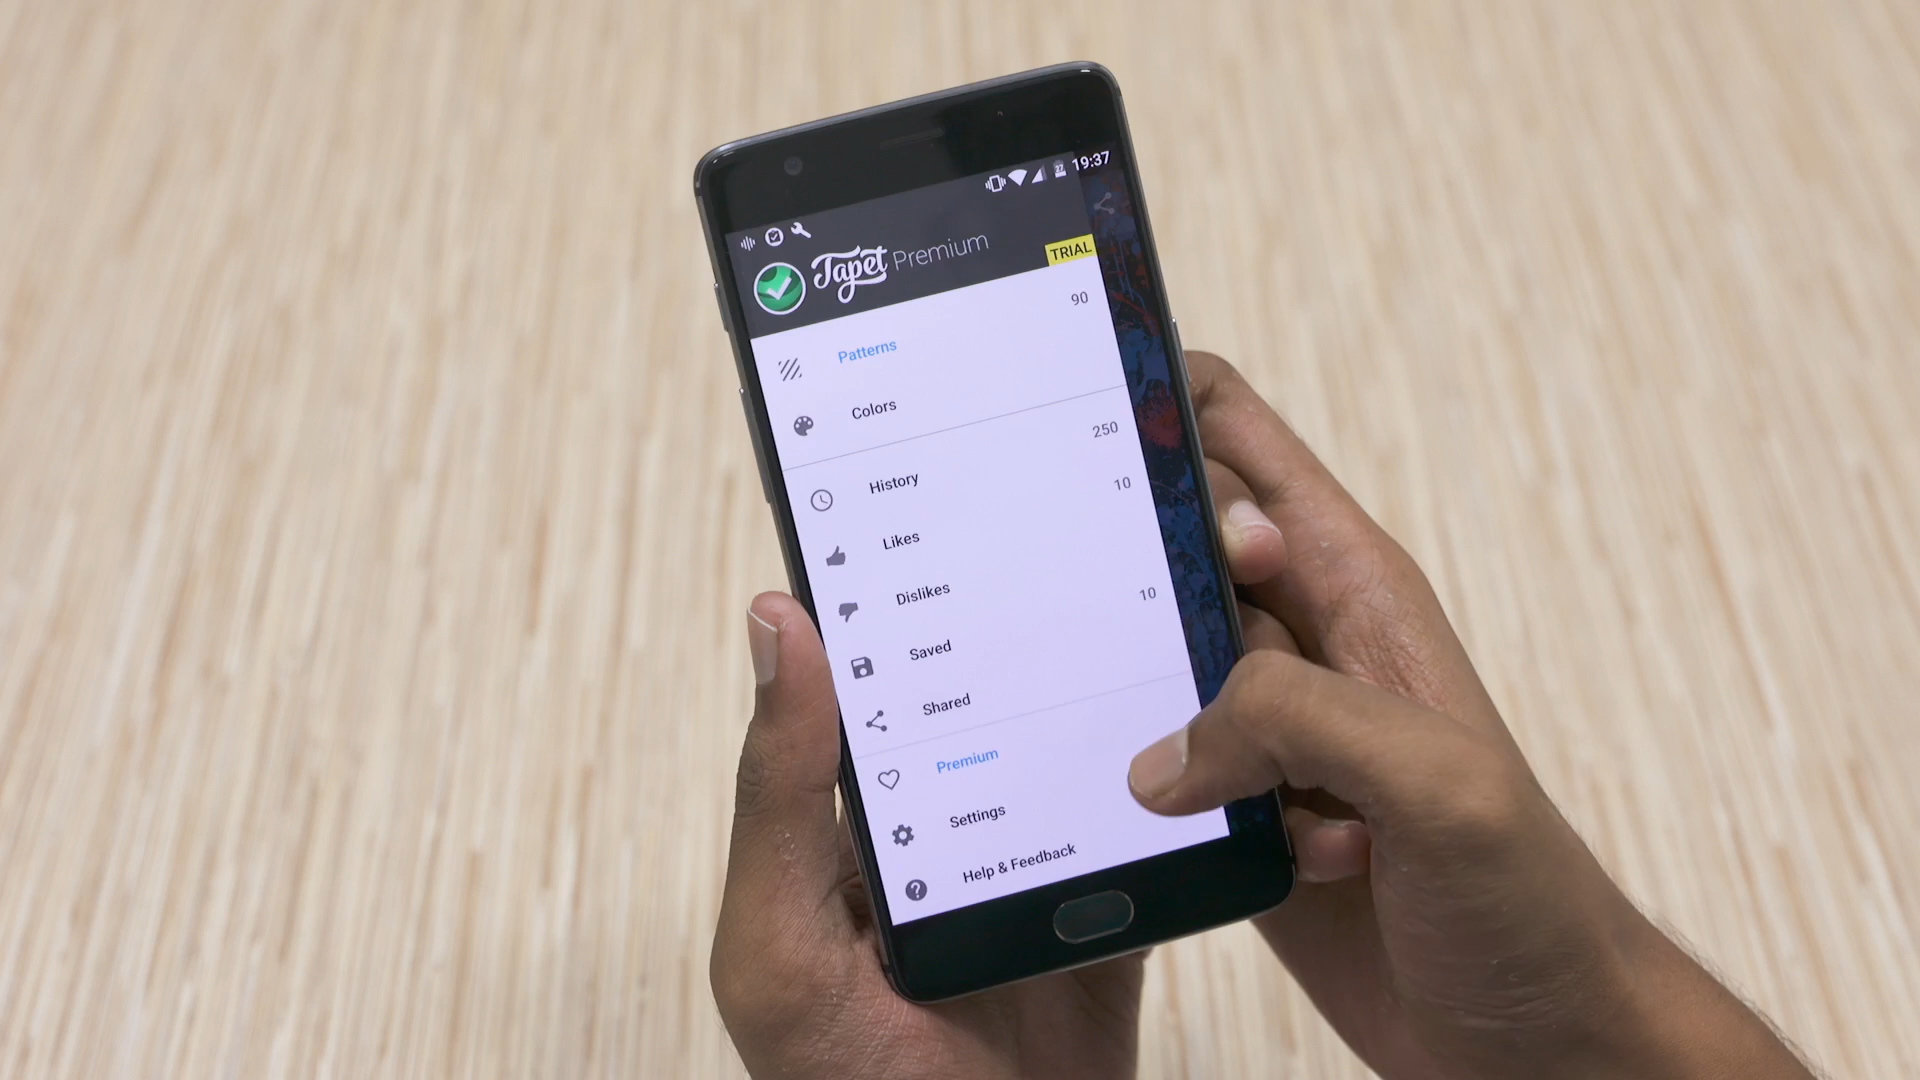 27 19:37
Tapet Premium
TRIAL
Patterns 90
Colors
History 250
Likes 10
Dislikes
Saved 10
Shared
Premium
Settings
Help & Feedback